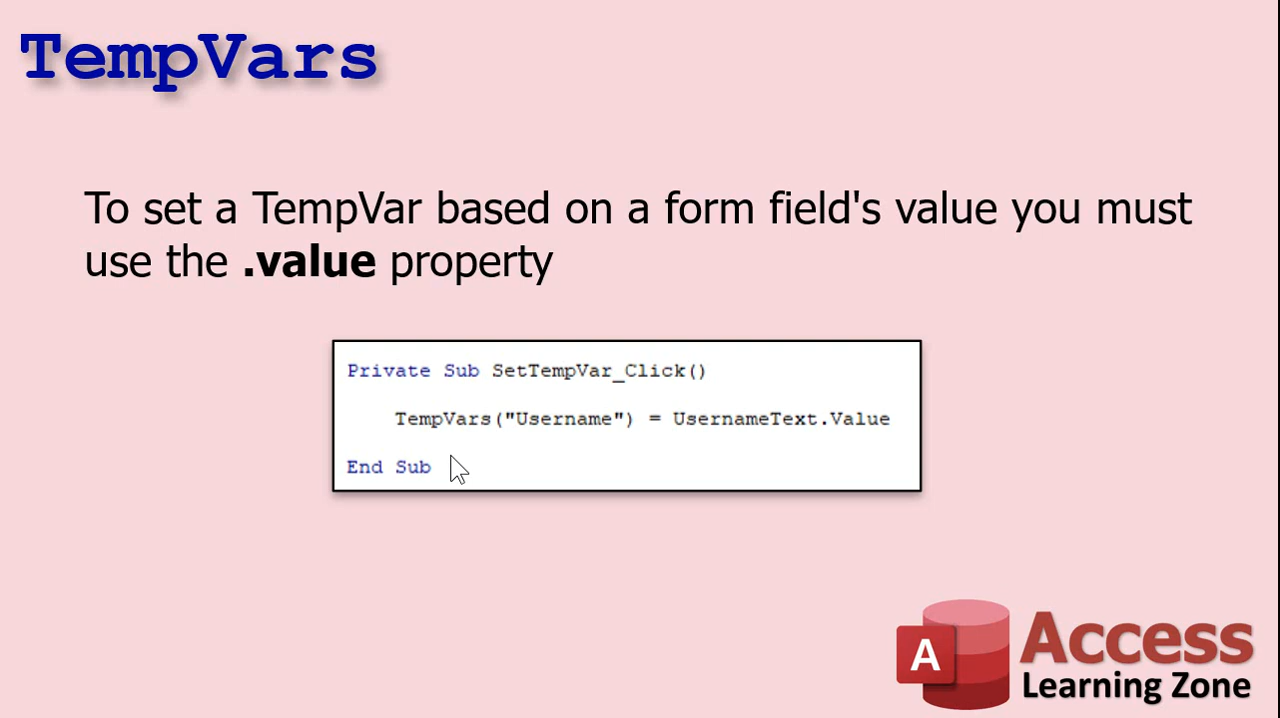 TempVars
To set a TempVar based on a form field's value you must
use the .value property
Private Sub SetTempVar_Click()
TempVars("Username") = UsernameText.Value
End Sub
A
Access
Learning Zone